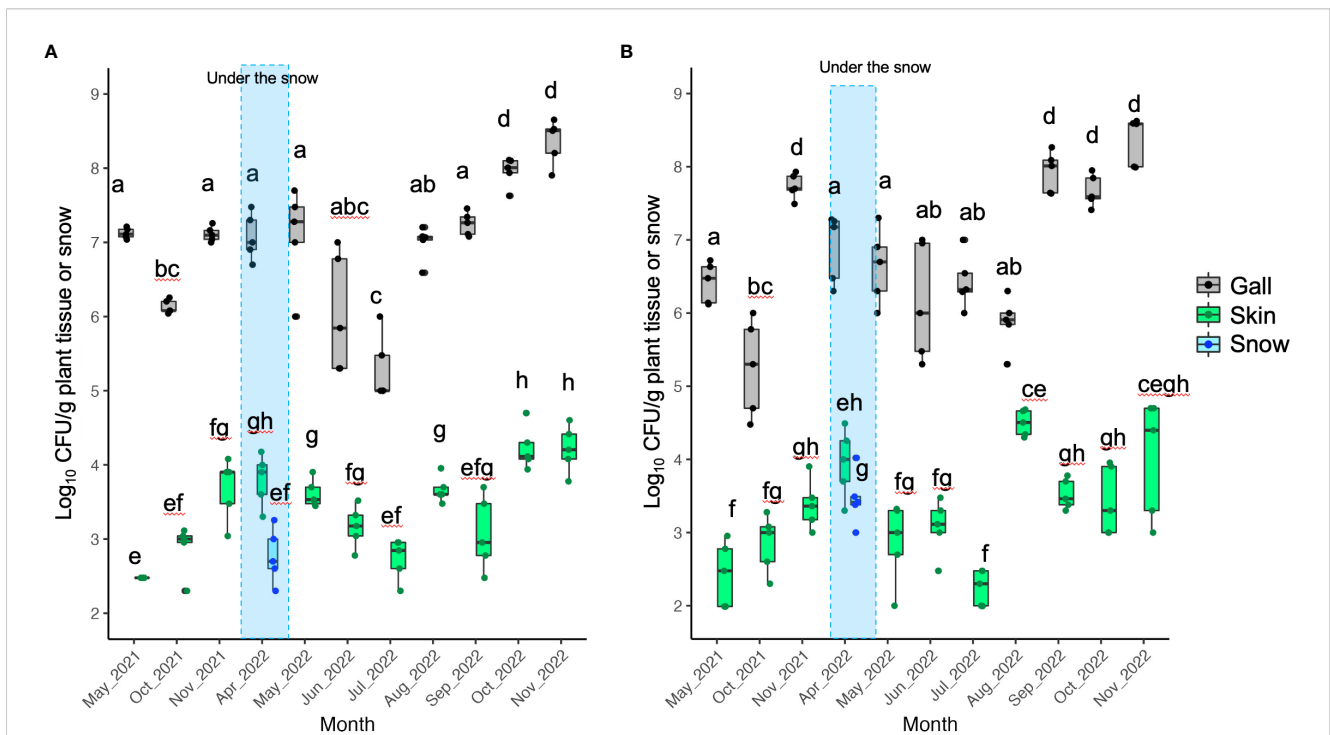 A
Under the snow
Log10 CFU/g plant tissue or snow
9
8
7
6
5
4
3
2
a
bc
a
a
a
abc
c
ab
a
d
d
e
ef
fg
gh
ef
g
fg
ef
g
efg
h
h
May_2021
Oct_2021
Nov_2021
Apr_2022
May_2022
Jun_2022
Jul_2022
Aug_2022
Sep_2022
Oct_2022
Nov_2022
Month
B
Under the snow
Log10 CFU/g plant tissue or snow
9
8
7
6
5
4
3
2
a
bc
d
a
a
ab
ab
ab
d
d
d
f
fg
gh
eh
g
fg
fg
f
ce
gh
gh
cegh
May_2021
Oct_2021
Nov_2021
Apr_2022
May_2022
Jun_2022
Jul_2022
Aug_2022
Sep_2022
Oct_2022
Nov_2022
Month
Gall
Skin
Snow